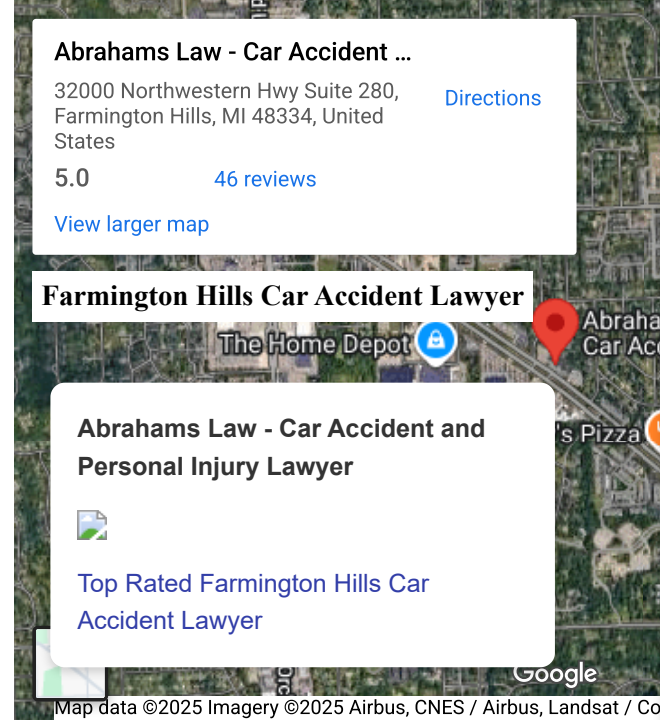 Abrahams Law - Car Accident ...
32000 Northwestern Hwy Suite 280,
Farmington Hills, MI 48334, United
States
Directions
5.0
46 reviews
View larger map
Farmington Hills Car Accident Lawyer
The Home Depot
Abraha
Car Acc
Abrahams Law - Car Accident and
Personal Injury Lawyer
's Pizza
Top Rated Farmington Hills Car
Accident Lawyer
Google
Map data ©2025 Imagery ©2025 Airbus, CNES / Airbus, Landsat / Co